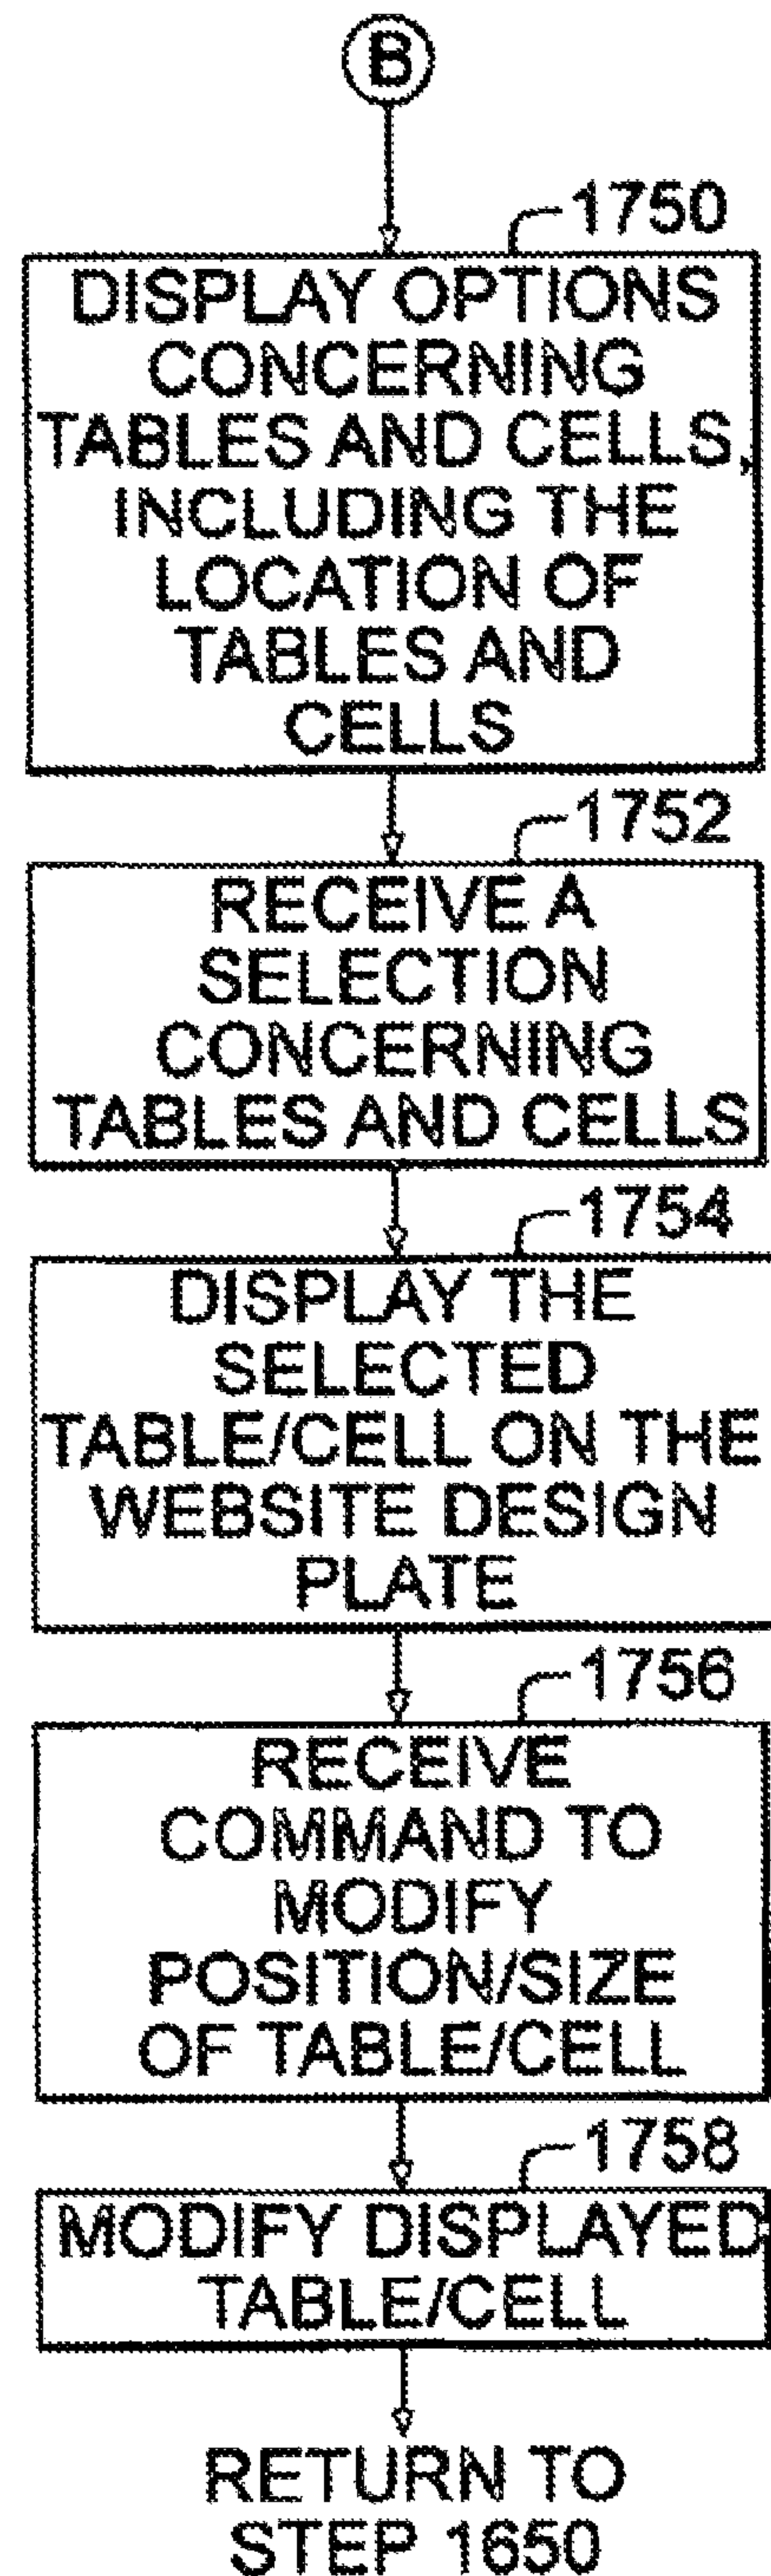 B
1750
DISPLAY OPTIONS
CONCERNING
TABLES AND CELLS,
INCLUDING THE
LOCATION OF
TABLES AND
CELLS
1752
RECEIVE A
SELECTION
CONCERNING
TABLES AND CELLS
1754
DISPLAY THE
SELECTED
TABLE/CELL ON THE
WEBSITE DESIGN
PLATE
1756
RECEIVE
COMMAND TO
MODIFY
POSITION/SIZE
OF TABLE/CELL
1758
MODIFY DISPLAYED
TABLE/CELL
RETURN TO
STEP 1650